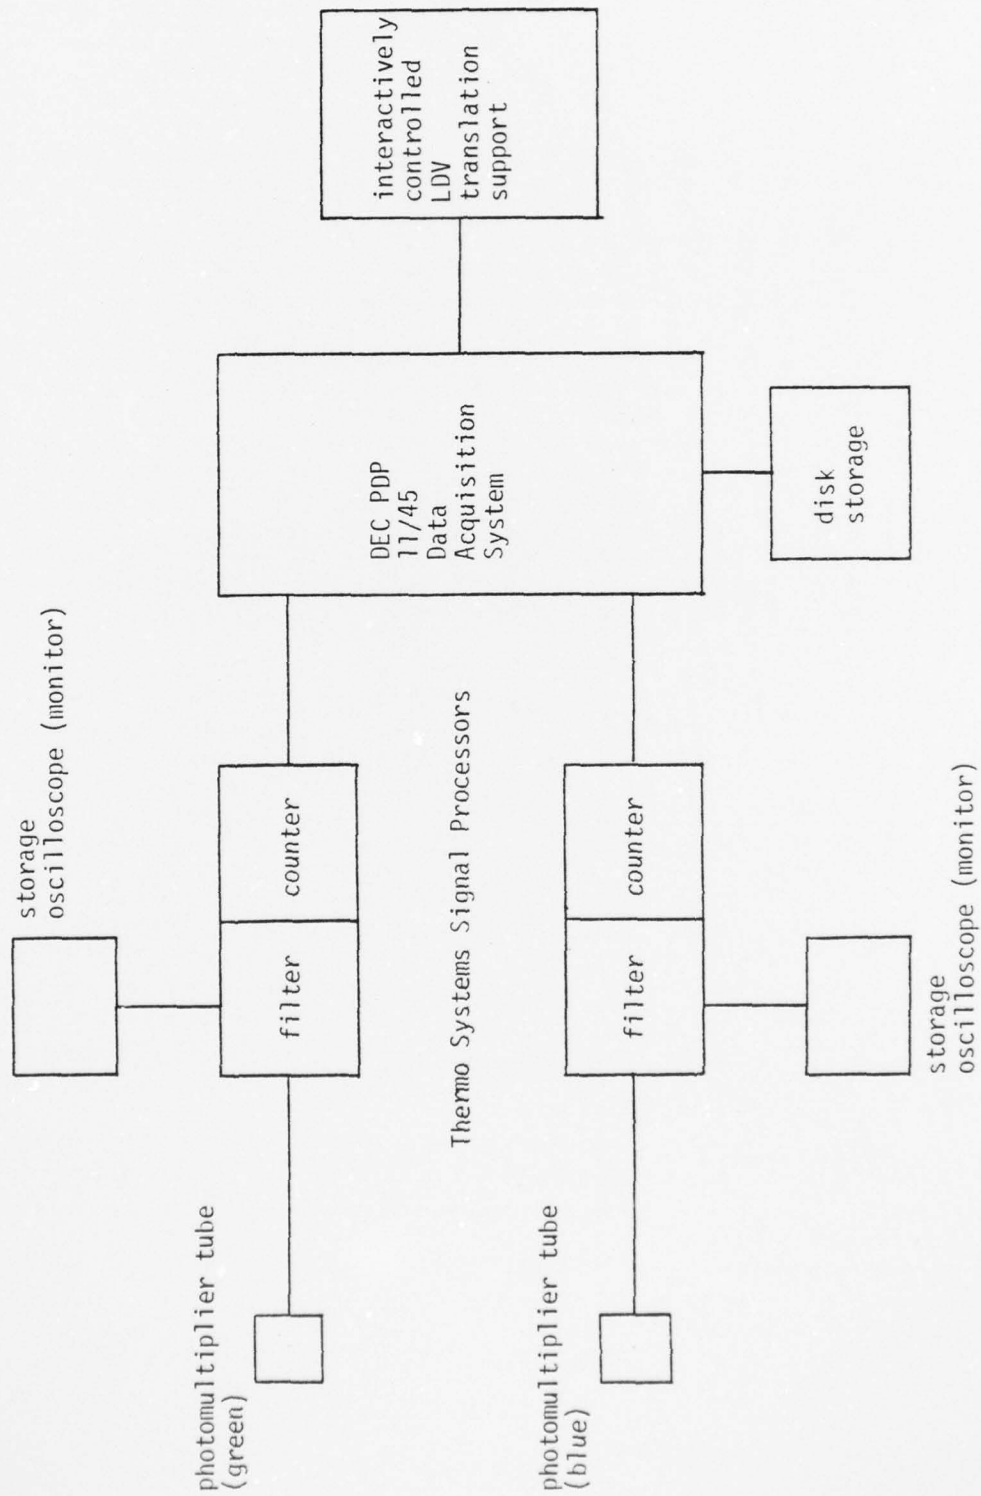 storage
oscilloscope (monitor)
photomultiplier tube
(green)
filter
counter
Thermo Systems Signal Processors
DEC PDP
11/45
Data
Acquisition
System
interactively
controlled
LDV
translation
support
photomultiplier tube
(blue)
filter
counter
disk
storage
storage
oscilloscope (monitor)